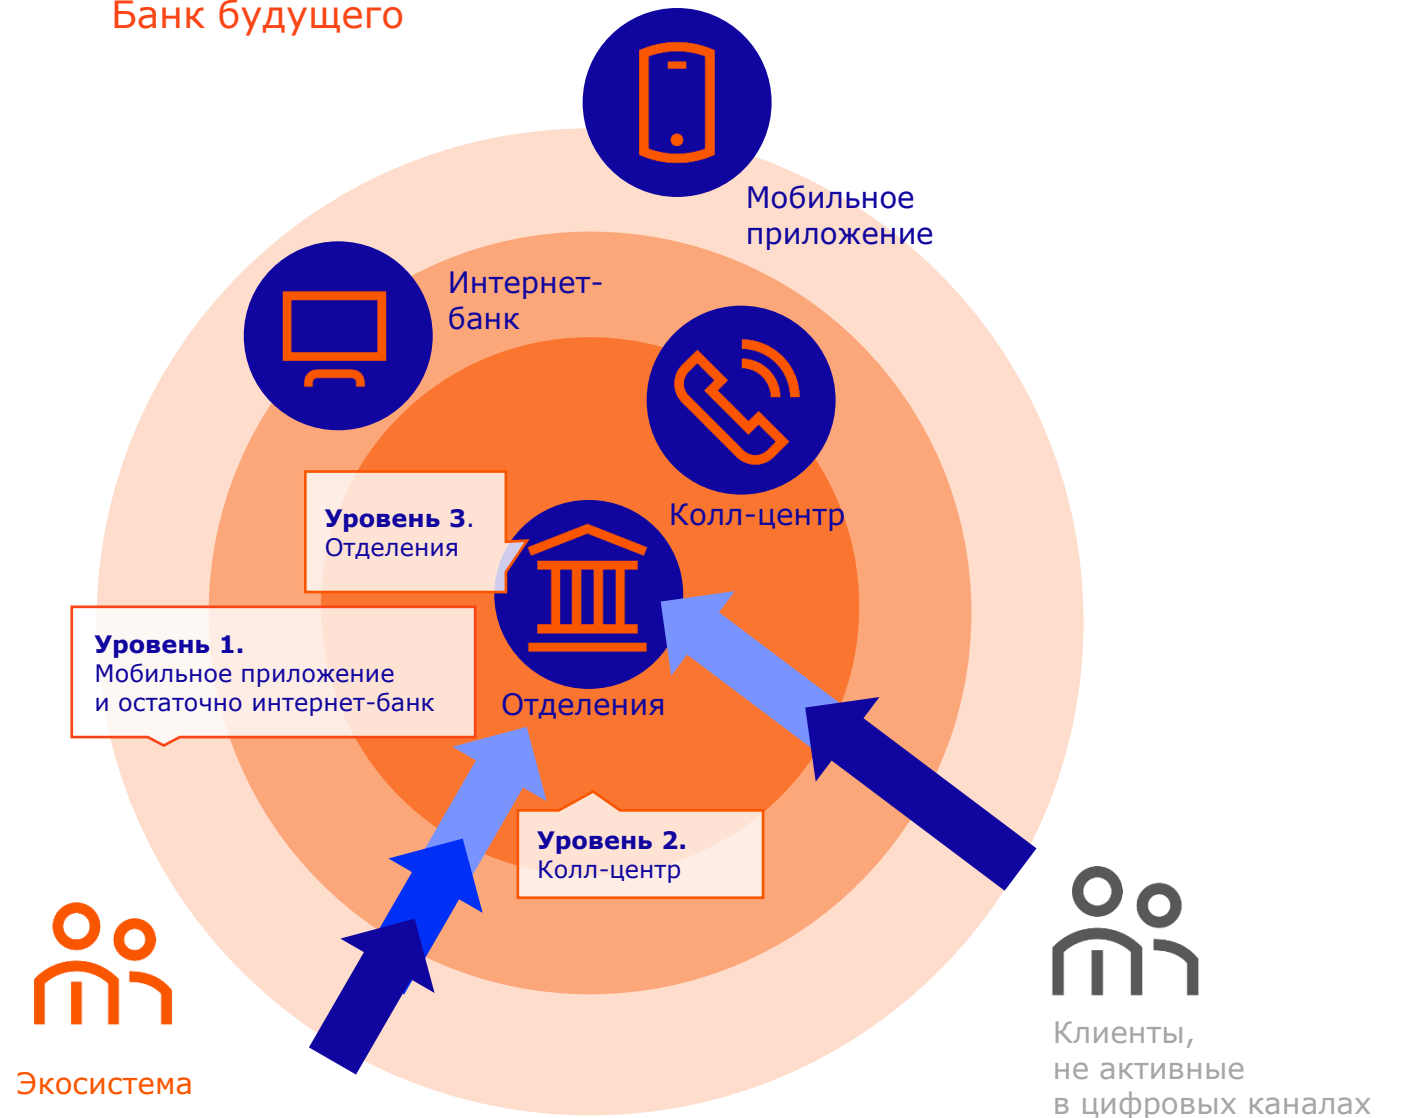 Банк будущего
Мобильное
приложение
Интернет-
банк
Колл-центр
Уровень 3.
Отделения
Уровень 1.
Мобильное приложение
и остаточно интернет-банк
Отделения
Уровень 2.
Колл-центр
Экосистема
Клиенты,
не активные
в цифровых каналах